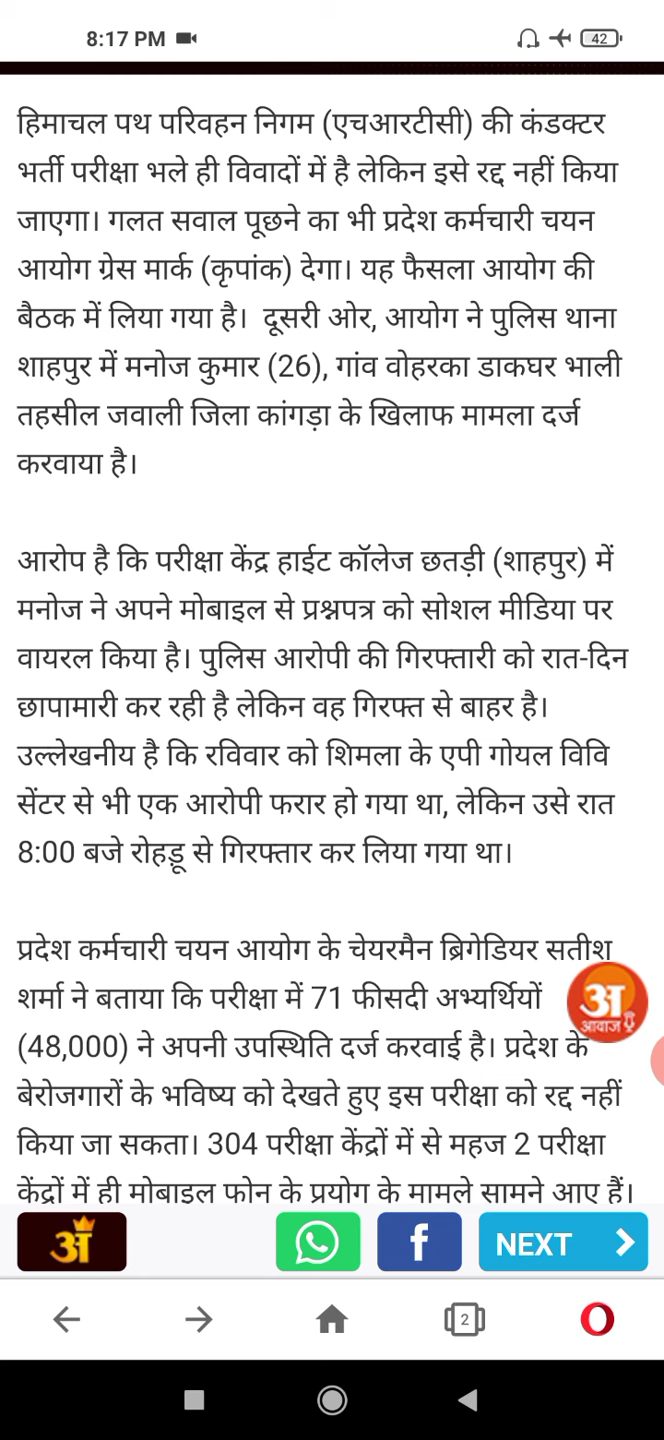 8:17 PM
42
हिमाचल पथ परिवहन निगम (एचआरटीसी) की कंडक्टर
भर्ती परीक्षा भले ही विवादों में है लेकिन इसे रद्द नहीं किया
जाएगा। गलत सवाल पूछने का भी प्रदेश कर्मचारी चयन
आयोग ग्रेस मार्क (कृपांक) देगा। यह फैसला आयोग की
बैठक में लिया गया है। दूसरी ओर, आयोग ने पुलिस थाना
शाहपुर में मनोज कुमार (26), गांव वोहरका डाकघर भाली
तहसील जवाली जिला कांगड़ा के खिलाफ मामला दर्ज
करवाया है।
आरोप है कि परीक्षा केंद्र हाईट कॉलेज छतड़ी (शाहपुर) में
मनोज ने अपने मोबाइल से प्रश्नपत्र को सोशल मीडिया पर
वायरल किया है। पुलिस आरोपी की गिरफ्तारी को रात-दिन
छापामारी कर रही है लेकिन वह गिरफ्त से बाहर है।
उल्लेखनीय है कि रविवार को शिमला के एपी गोयल विवि
सेंटर से भी एक आरोपी फरार हो गया था, लेकिन उसे रात
8:00 बजे रोहड़ू से गिरफ्तार कर लिया गया था।
प्रदेश कर्मचारी चयन आयोग के चेयरमैन ब्रिगेडियर सतीश
शर्मा ने बताया कि परीक्षा में 71 फीसदी अभ्यर्थियों
(48,000) ने अपनी उपस्थिति दर्ज करवाई है। प्रदेश के
बेरोजगारों के भविष्य को देखते हुए इस परीक्षा को रद्द नहीं
किया जा सकता। 304 परीक्षा केंद्रों में से महज 2 परीक्षा
केंद्रों में ही मोबाइल फोन के प्रयोग के मामले सामने आए हैं।
अ
आवाज
अ
f
NEXT
2